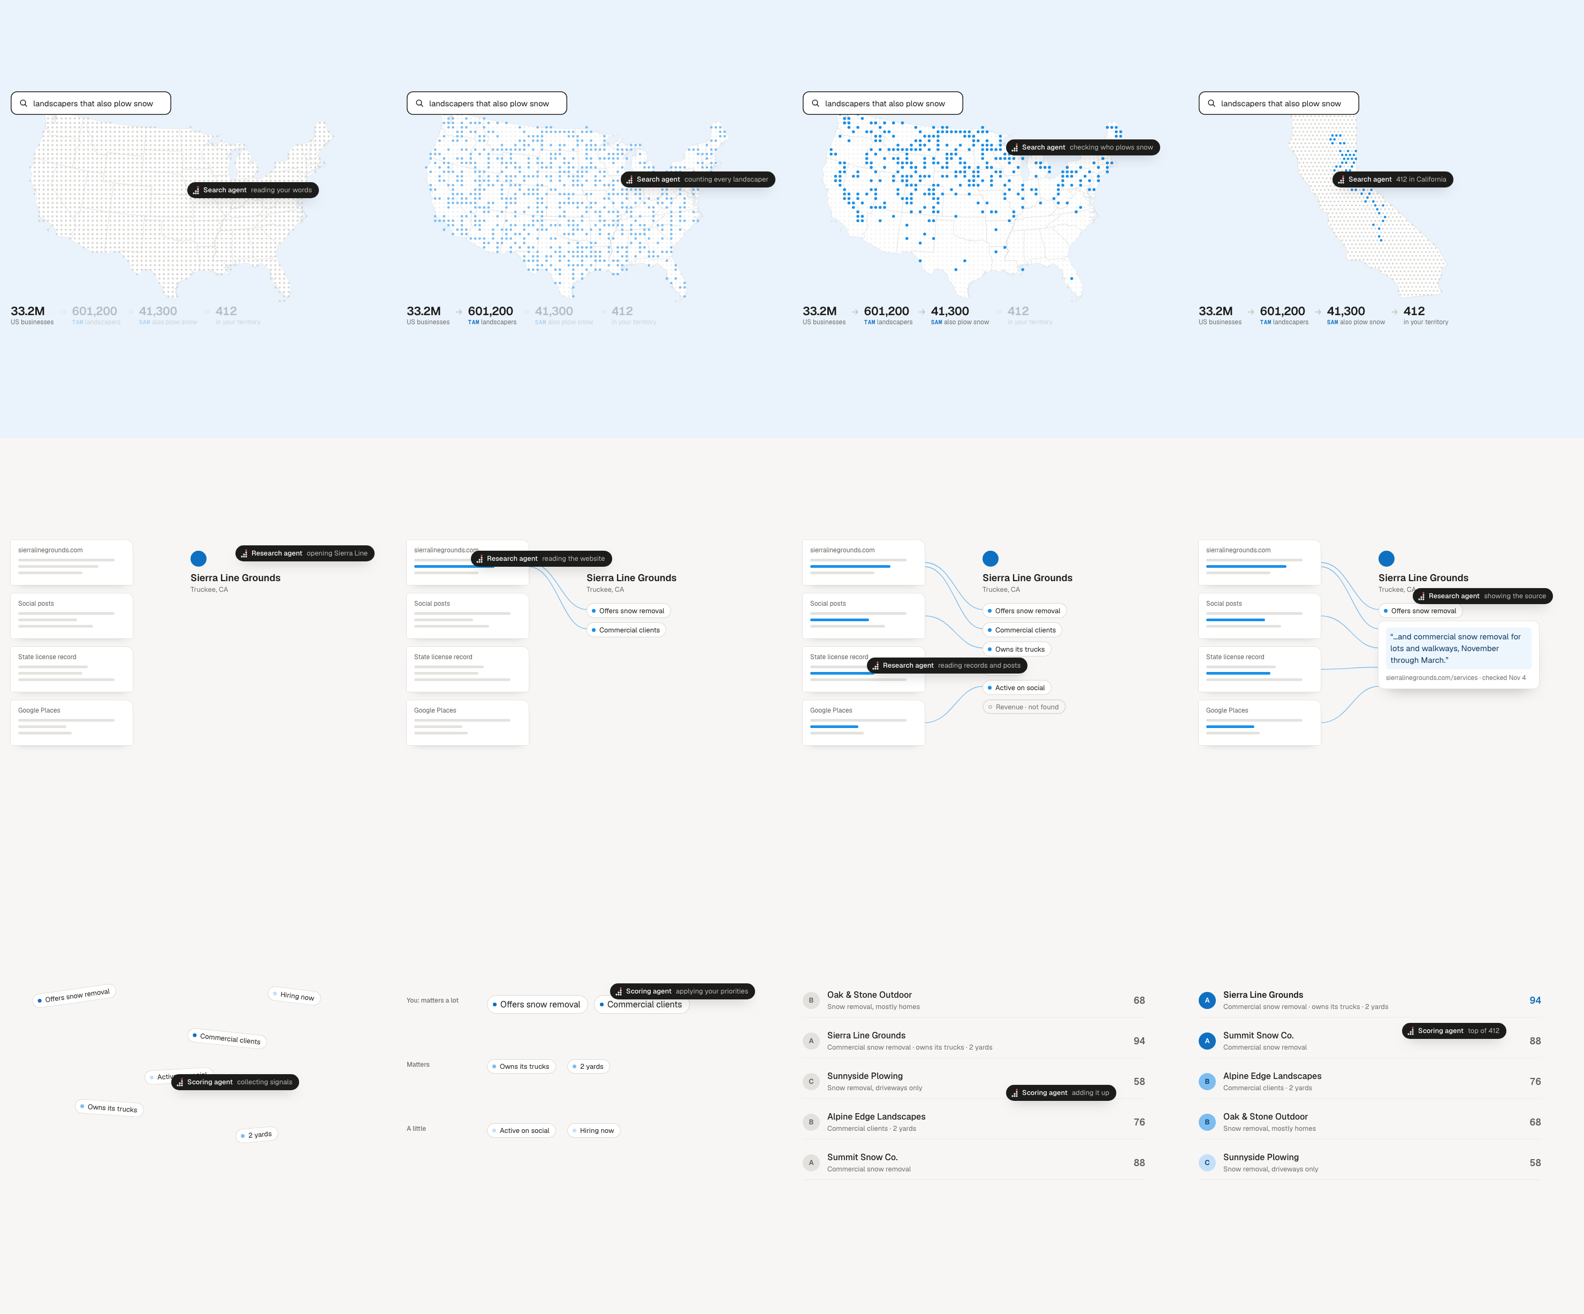 landscapers that also plow snow
Search agent reading your words
33.2M → 601,200 41,300 412
US businesses TAM landscapers SAM also plow snow in your territory
landscapers that also plow snow
Search agent counting every landscaper
33.2M → 601,200 41,300 412
US businesses TAM landscapers SAM also plow snow in your territory
landscapers that also plow snow
Search agent checking who plows snow
33.2M → 601,200 → 41,300 412
US businesses TAM landscapers SAM also plow snow in your territory
landscapers that also plow snow
Search agent 412 in California
33.2M → 601,200 → 41,300 → 412
US businesses TAM landscapers SAM also plow snow in your territory
sierralinegrounds.com
Social posts
State license record
Google Places
Research agent opening Sierra Line
Sierra Line Grounds
Truckee, CA
sierralinegrounds.com
Social posts
State license record
Google Places
Research agent reading the website
Sierra Line Grounds
Truckee, CA
Offers snow removal
Commercial clients
sierralinegrounds.com
Social posts
State license record
Google Places
Sierra Line Grounds
Truckee, CA
Offers snow removal
Commercial clients
Owns its trucks
Research agent reading records and posts
Active on social
Revenue · not found
sierralinegrounds.com
Social posts
State license record
Google Places
Sierra Line Grounds
Truckee, CA
Research agent showing the source
Offers snow removal
“…and commercial snow removal for
lots and walkways, November
through March.”
sierralinegrounds.com/services · checked Nov 4
Offers snow removal
Hiring now
Commercial clients
Scoring agent collecting signals
Owns its trucks
2 yards
Scoring agent applying your priorities
You: matters a lot
Offers snow removal
Commercial clients
Matters
Owns its trucks
2 yards
A little
Active on social
Hiring now
B Oak & Stone Outdoor 68
Snow removal, mostly homes
A Sierra Line Grounds 94
Commercial snow removal · owns its trucks · 2 yards
C Sunnyside Plowing 58
Snow removal, driveways only
Scoring agent adding it up
B Alpine Edge Landscapes 76
Commercial clients · 2 yards
A Summit Snow Co. 88
Commercial snow removal
A Sierra Line Grounds 94
Commercial snow removal · owns its trucks · 2 yards
Scoring agent top of 412
A Summit Snow Co. 88
Commercial snow removal
B Alpine Edge Landscapes 76
Commercial clients · 2 yards
B Oak & Stone Outdoor 68
Snow removal, mostly homes
C Sunnyside Plowing 58
Snow removal, driveways only